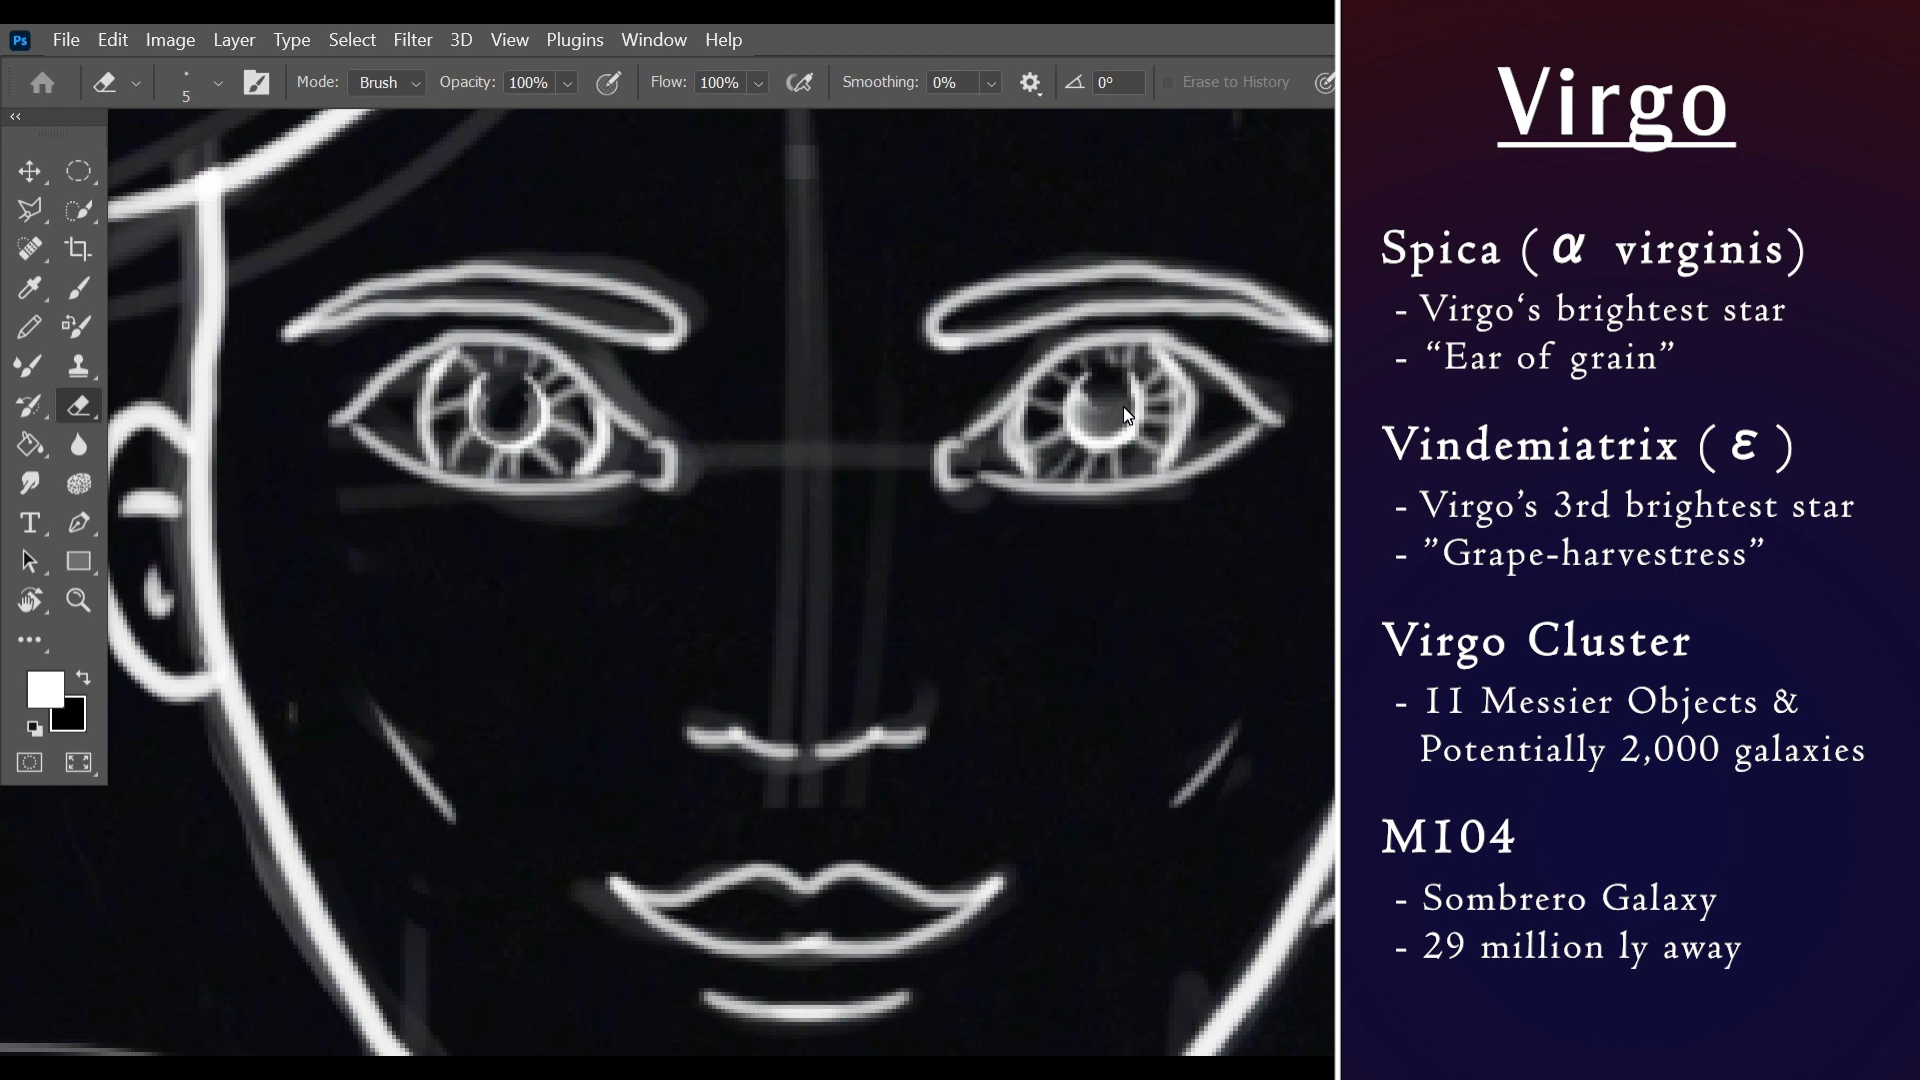 Ps File Edit Image Layer Type Select Filter 3D View Plugins Window Help
5 Mode: Brush Opacity: 100% Flow: 100% Smoothing: 0% 0° Erase to History
Virgo
Spica ( α virginis)
- Virgo‘s brightest star
- “Ear of grain”
Vindemiatrix ( ε )
- Virgo’s 3rd brightest star
- ”Grape-harvestress”
Virgo Cluster
- 11 Messier Objects &
Potentially 2,000 galaxies
M104
- Sombrero Galaxy
- 29 million ly away